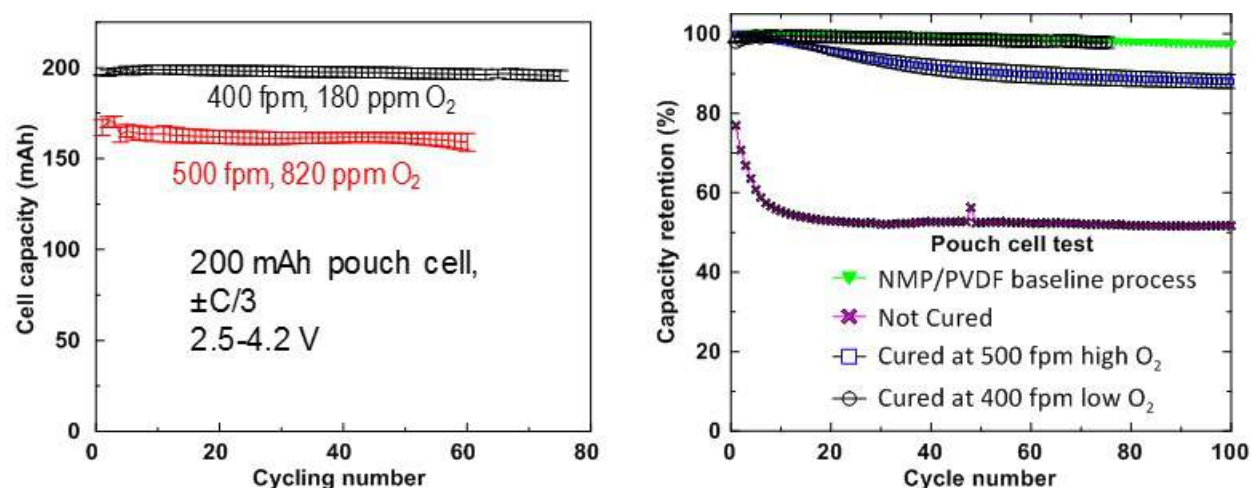 Cell capacity (mAh)
200
150
100
50
0
400 fpm, 180 ppm O₂
500 fpm, 820 ppm O₂
200 mAh pouch cell,
±C/3
2.5-4.2 V
0 20 40 60 80
Cycling number
Capacity retention (%)
100
80
60
40
20
0
Pouch cell test
NMP/PVDF baseline process
Not Cured
Cured at 500 fpm high O₂
Cured at 400 fpm low O₂
0 20 40 60 80 100
Cycle number